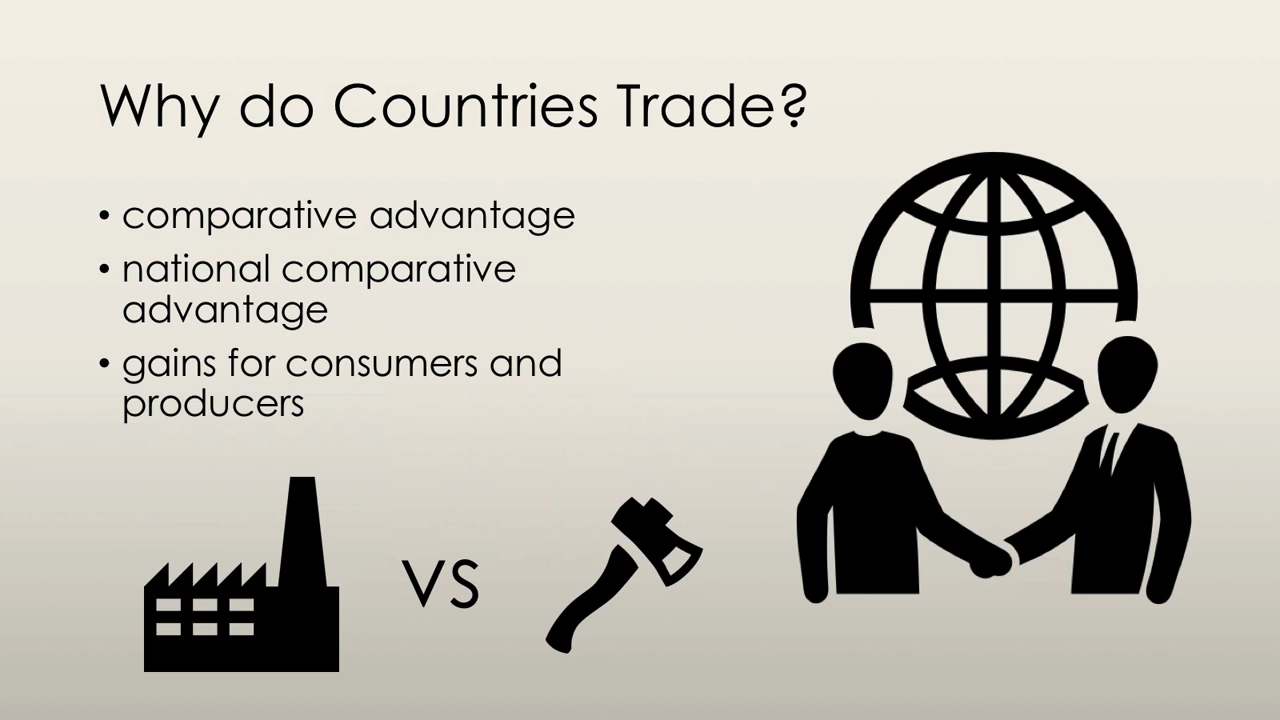 Why do Countries Trade?
• comparative advantage
• national comparative
advantage
• gains for consumers and
producers
VS